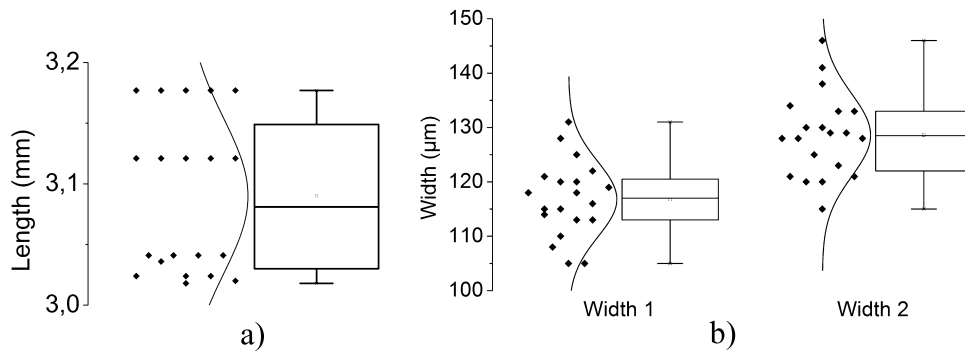 Length (mm)
3,2
3,1
3,0
a)
Width (μm)
150
140
130
120
110
100
Width 1
Width 2
b)